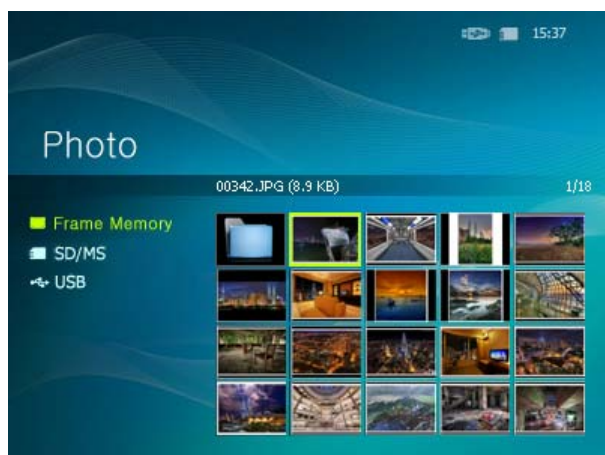 15:37
Photo
00342.JPG (8.9 KB) 1/18
Frame Memory
SD/MS
USB